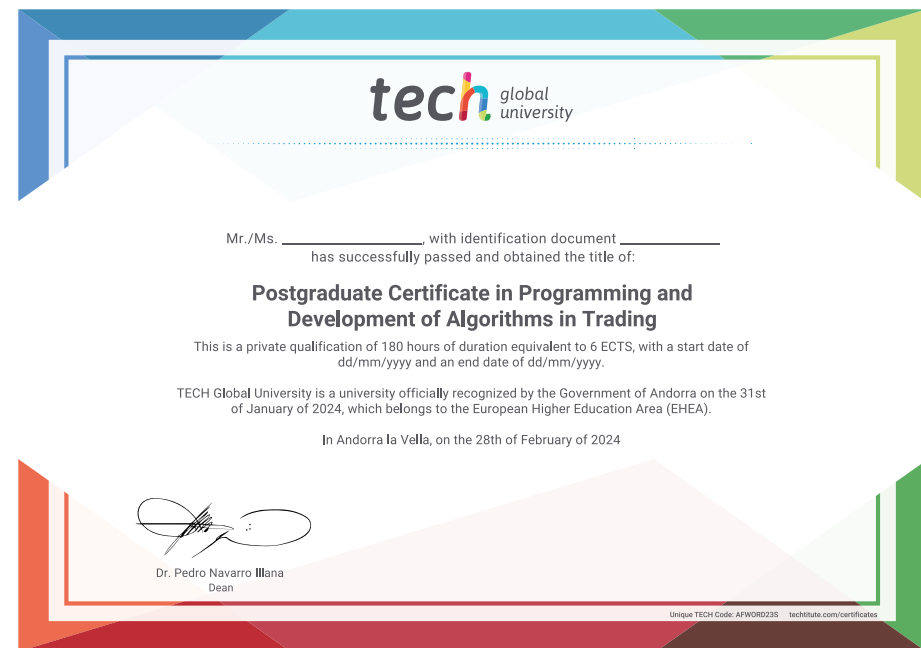 tech global university
Mr./Ms. ____________________, with identification document ______________
has successfully passed and obtained the title of:
Postgraduate Certificate in Programming and
Development of Algorithms in Trading
This is a private qualification of 180 hours of duration equivalent to 6 ECTS, with a start date of
dd/mm/yyyy and an end date of dd/mm/yyyy.
TECH Global University is a university officially recognized by the Government of Andorra on the 31st
of January of 2024, which belongs to the European Higher Education Area (EHEA).
In Andorra la Vella, on the 28th of February of 2024
Dr. Pedro Navarro Illana
Dean
Unique TECH Code: AFWORD23S techtitute.com/certificates